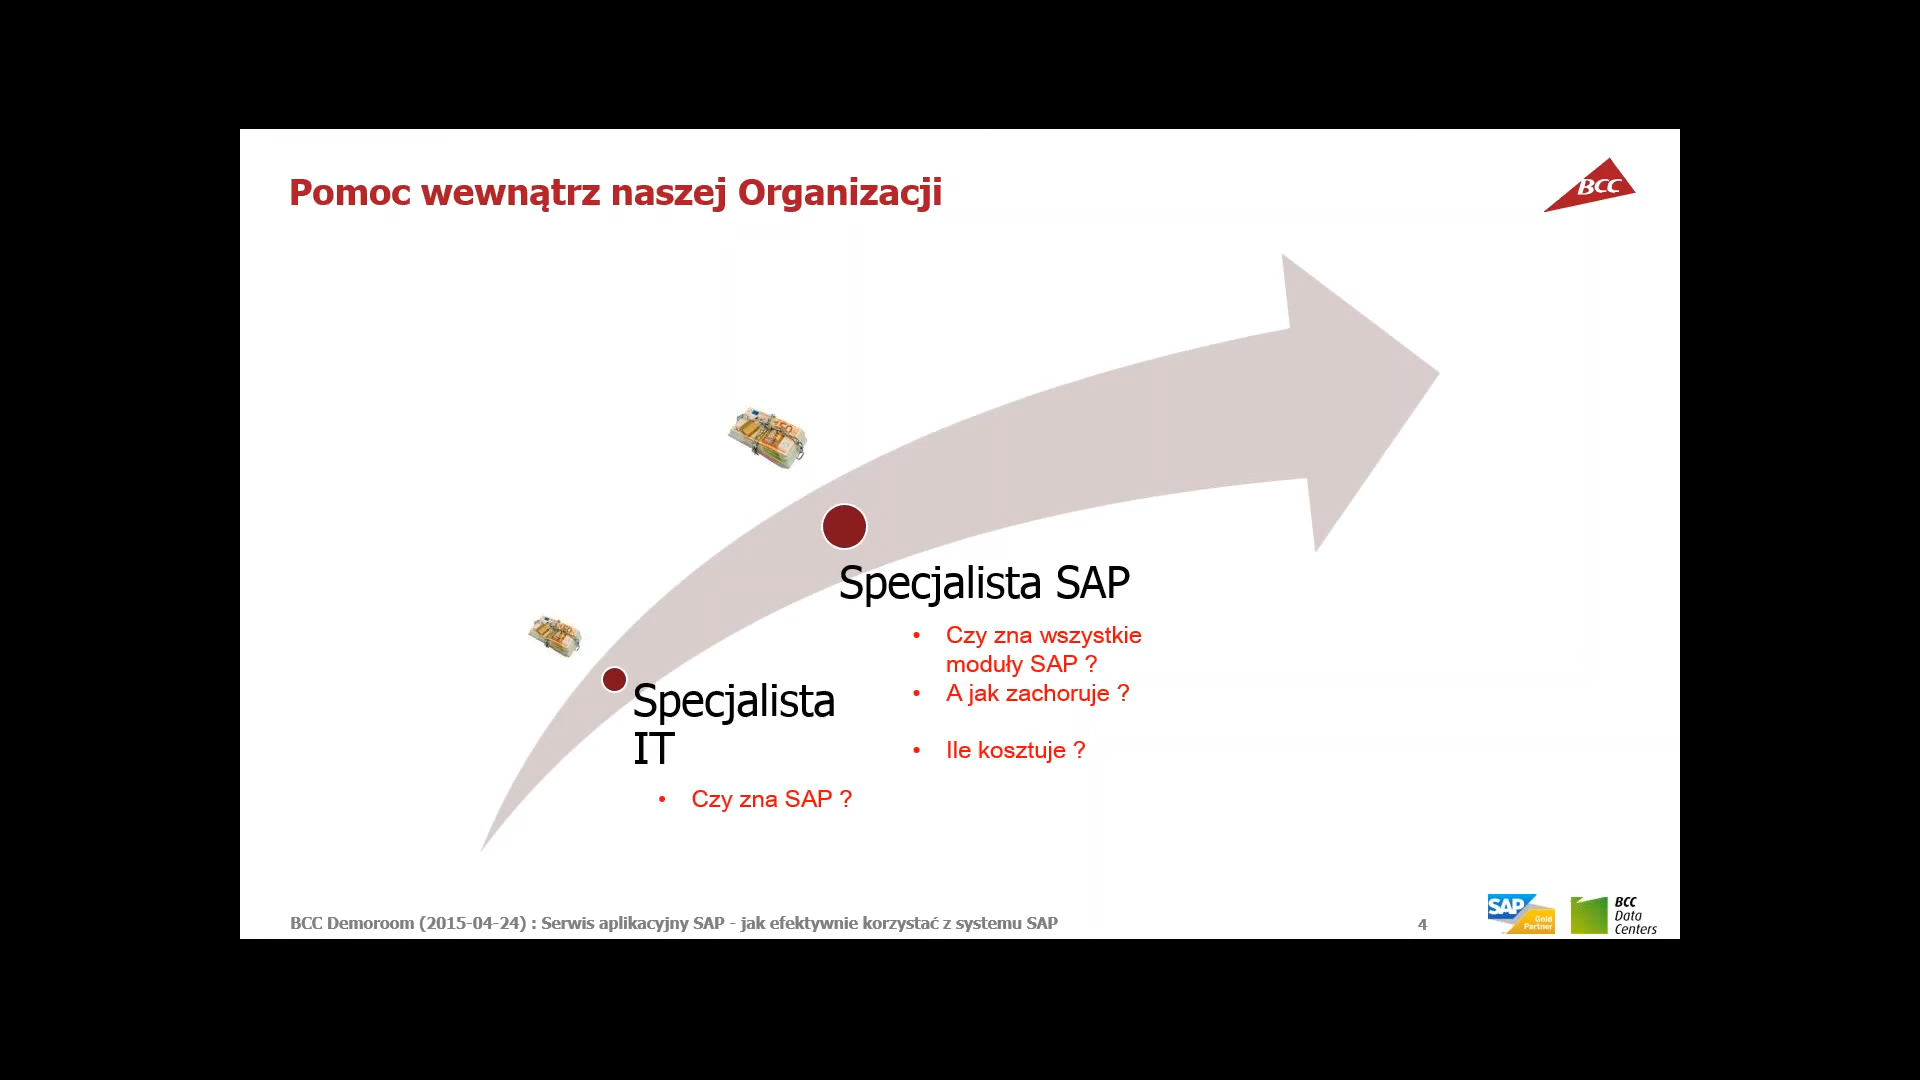 Pomoc wewnątrz naszej Organizacji
BCC
Specjalista SAP
• Czy zna wszystkie
moduły SAP ?
• A jak zachoruje ?
• Ile kosztuje ?
Specjalista
IT
• Czy zna SAP ?
BCC Demoroom (2015-04-24) : Serwis aplikacyjny SAP - jak efektywnie korzystać z systemu SAP
4
SAP
Gold
Partner
BCC
Data
Centers